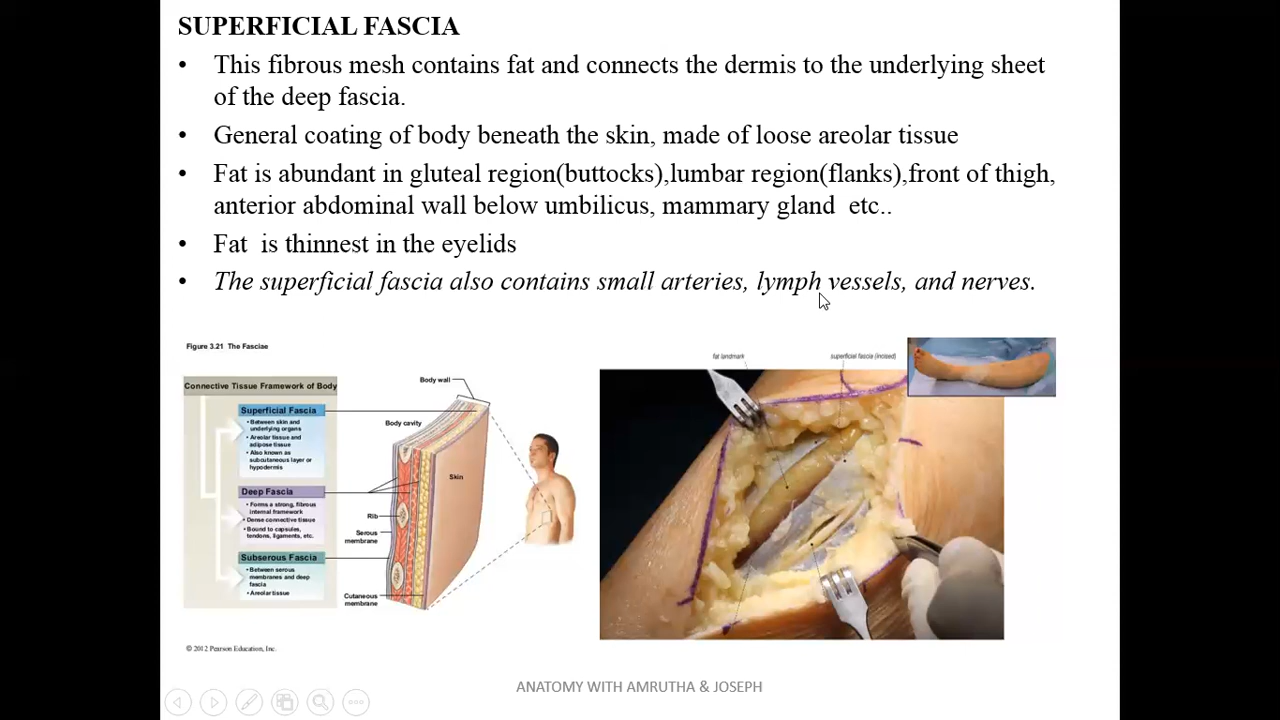 SUPERFICIAL FASCIA
• This fibrous mesh contains fat and connects the dermis to the underlying sheet
of the deep fascia.
• General coating of body beneath the skin, made of loose areolar tissue
• Fat is abundant in gluteal region(buttocks),lumbar region(flanks),front of thigh,
anterior abdominal wall below umbilicus, mammary gland  etc..
• Fat  is thinnest in the eyelids
• The superficial fascia also contains small arteries, lymph vessels, and nerves.
Figure 3.21 The Fasciae
Connective Tissue Framework of Body
Superficial Fascia
• Between skin and
underlying organs
• Areolar tissue and
adipose tissue
• Also known as
subcutaneous layer or
hypodermis
Deep Fascia
• Forms a strong, fibrous
internal framework
• Dense connective tissue
• Bound to capsules,
tendons, ligaments, etc.
Subserous Fascia
• Between serous
membranes and deep
fascia
• Areolar tissue
Body wall
Body cavity
Skin
Rib
Serous
membrane
Cutaneous
membrane
fat landmark
superficial fascia (incised)
© 2012 Pearson Education, Inc.
ANATOMY WITH AMRUTHA & JOSEPH